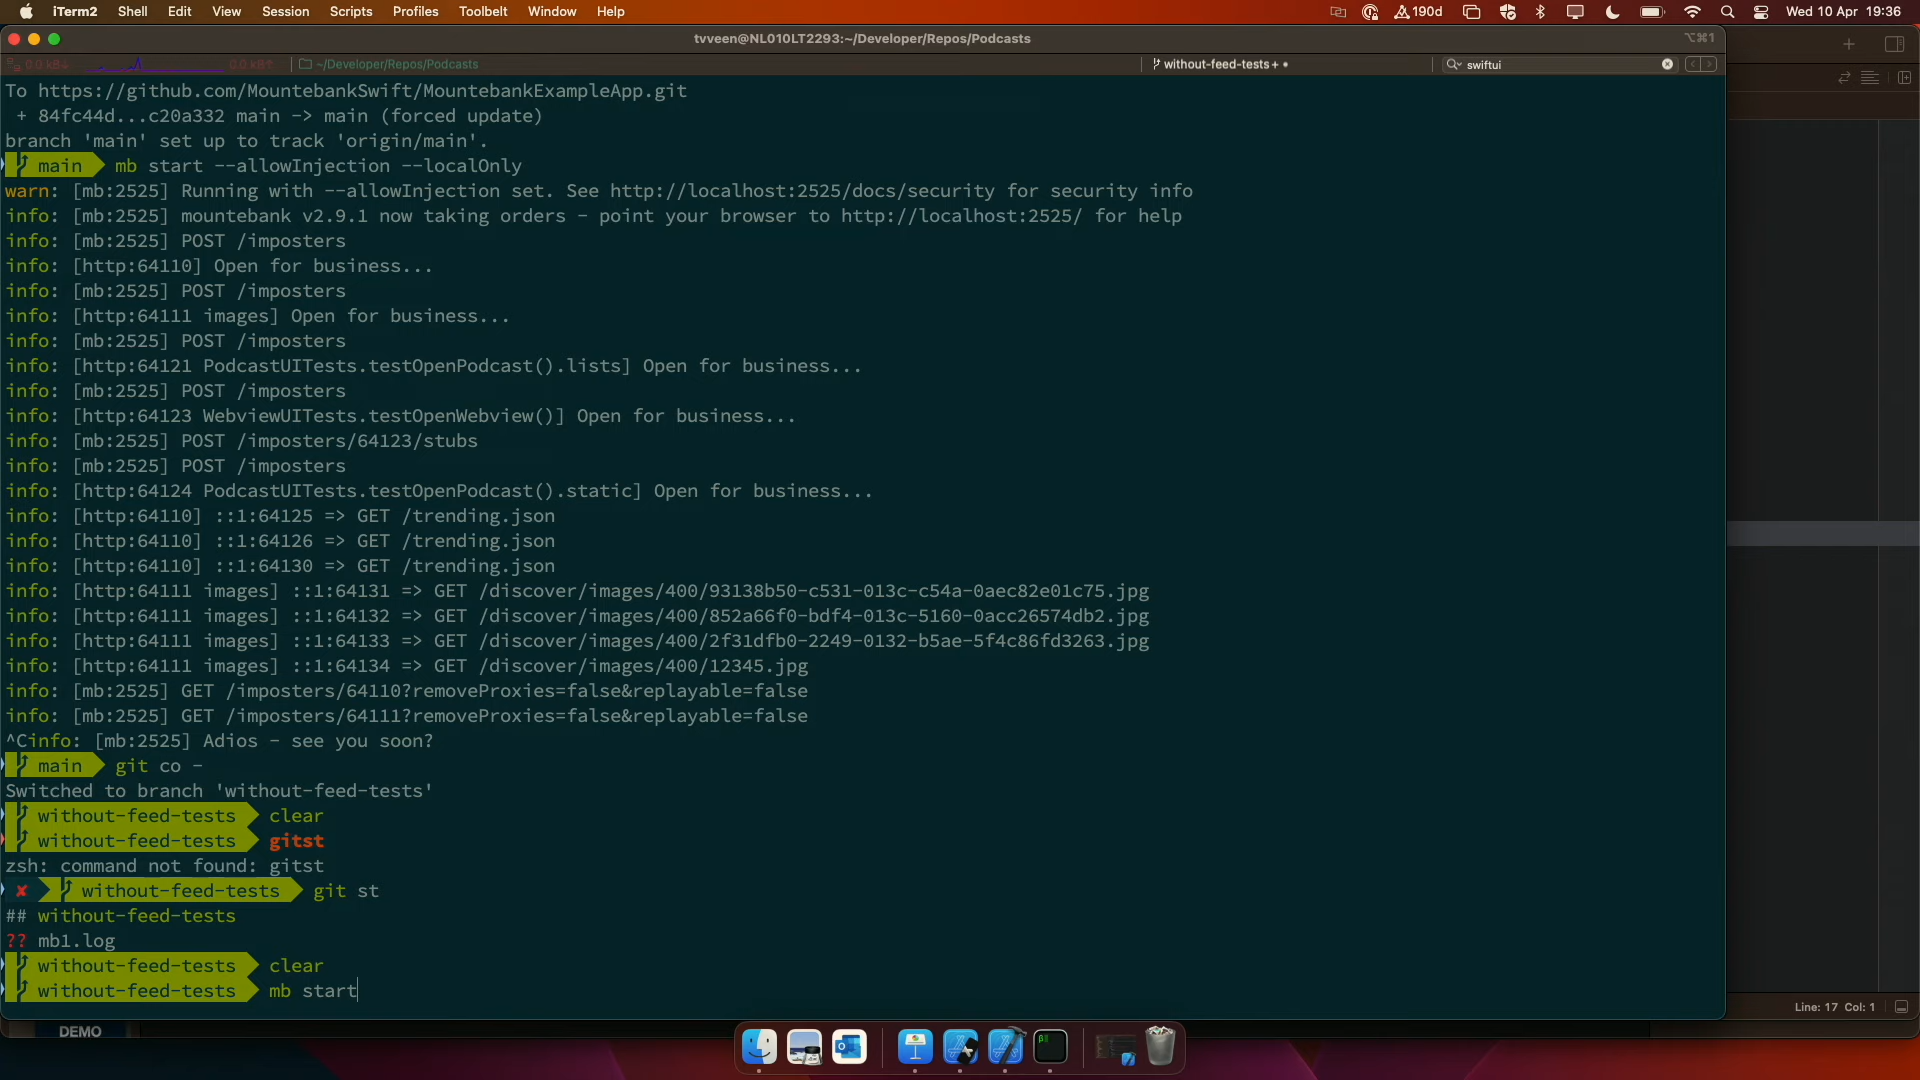 iTerm2 Shell Edit View Session Scripts Profiles Toolbelt Window Help 190d Wed 10 Apr 19:36
tvveen@NL010LT2293:~/Developer/Repos/Podcasts ⌥⌘1
0.0 kB↓ 0.0 kB↑ ~/Developer/Repos/Podcasts without-feed-tests+ • swiftui
To https://github.com/MountebankSwift/MountebankExampleApp.git
+ 84fc44d...c20a332 main -> main (forced update)
branch 'main' set up to track 'origin/main'.
main mb start --allowInjection --localOnly
warn: [mb:2525] Running with --allowInjection set. See http://localhost:2525/docs/security for security info
info: [mb:2525] mountebank v2.9.1 now taking orders - point your browser to http://localhost:2525/ for help
info: [mb:2525] POST /imposters
info: [http:64110] Open for business...
info: [mb:2525] POST /imposters
info: [http:64111 images] Open for business...
info: [mb:2525] POST /imposters
info: [http:64121 PodcastUITests.testOpenPodcast().lists] Open for business...
info: [mb:2525] POST /imposters
info: [http:64123 WebviewUITests.testOpenWebview()] Open for business...
info: [mb:2525] POST /imposters/64123/stubs
info: [mb:2525] POST /imposters
info: [http:64124 PodcastUITests.testOpenPodcast().static] Open for business...
info: [http:64110] ::1:64125 => GET /trending.json
info: [http:64110] ::1:64126 => GET /trending.json
info: [http:64110] ::1:64130 => GET /trending.json
info: [http:64111 images] ::1:64131 => GET /discover/images/400/93138b50-c531-013c-c54a-0aec82e01c75.jpg
info: [http:64111 images] ::1:64132 => GET /discover/images/400/852a66f0-bdf4-013c-5160-0acc26574db2.jpg
info: [http:64111 images] ::1:64133 => GET /discover/images/400/2f31dfb0-2249-0132-b5ae-5f4c86fd3263.jpg
info: [http:64111 images] ::1:64134 => GET /discover/images/400/12345.jpg
info: [mb:2525] GET /imposters/64110?removeProxies=false&replayable=false
info: [mb:2525] GET /imposters/64111?removeProxies=false&replayable=false
^Cinfo: [mb:2525] Adios - see you soon?
main git co -
Switched to branch 'without-feed-tests'
without-feed-tests clear
without-feed-tests gitst
zsh: command not found: gitst
✘ without-feed-tests git st
## without-feed-tests
?? mb1.log
without-feed-tests clear
without-feed-tests mb start
Line: 17 Col: 1
DEMO